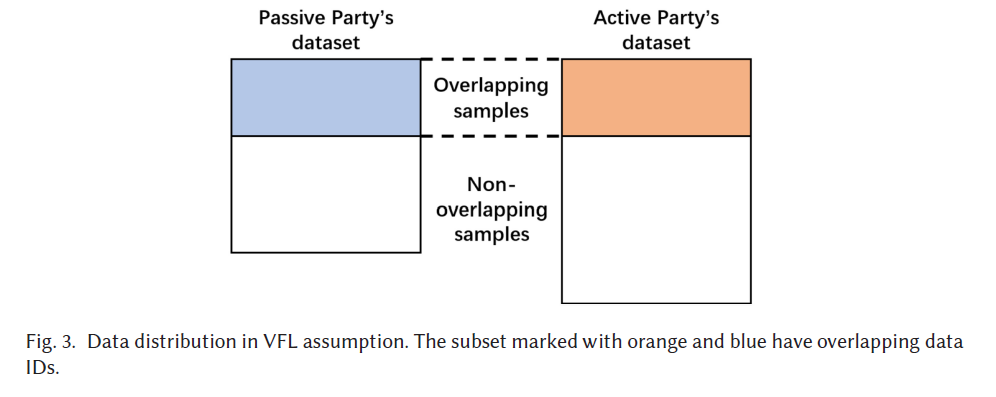 Passive Party's
dataset
Active Party's
dataset
Overlapping
samples
Non-
overlapping
samples
Fig. 3. Data distribution in VFL assumption. The subset marked with orange and blue have overlapping data
IDs.